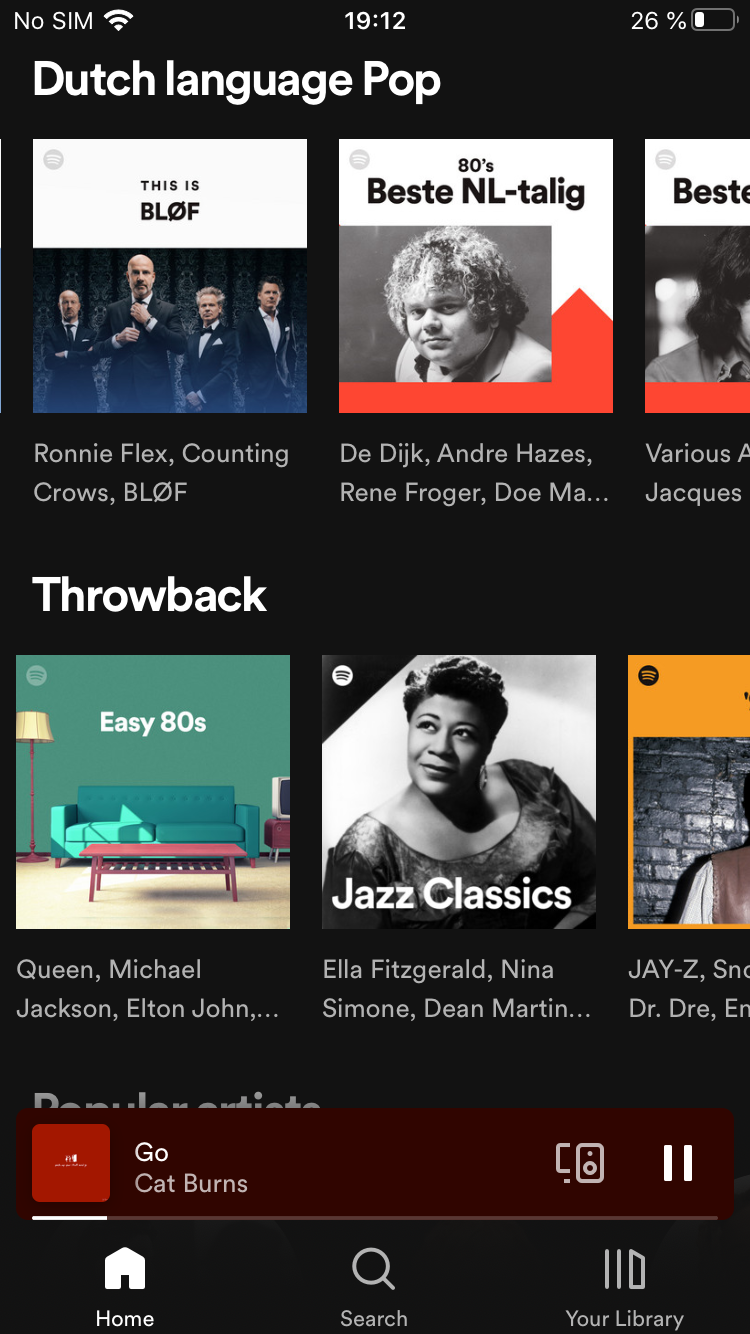 No SIM 19:12 26 %
Dutch language Pop
THIS IS
BLØF
80's
Beste NL-talig
Beste
Ronnie Flex, Counting
Crows, BLØF
De Dijk, Andre Hazes,
Rene Froger, Doe Ma...
Various A
Jacques
Throwback
Easy 80s
Jazz Classics
Queen, Michael
Jackson, Elton John,...
Ella Fitzgerald, Nina
Simone, Dean Martin...
JAY-Z, Sno
Dr. Dre, En
Popular artists
Go
Cat Burns
Home
Search
Your Library